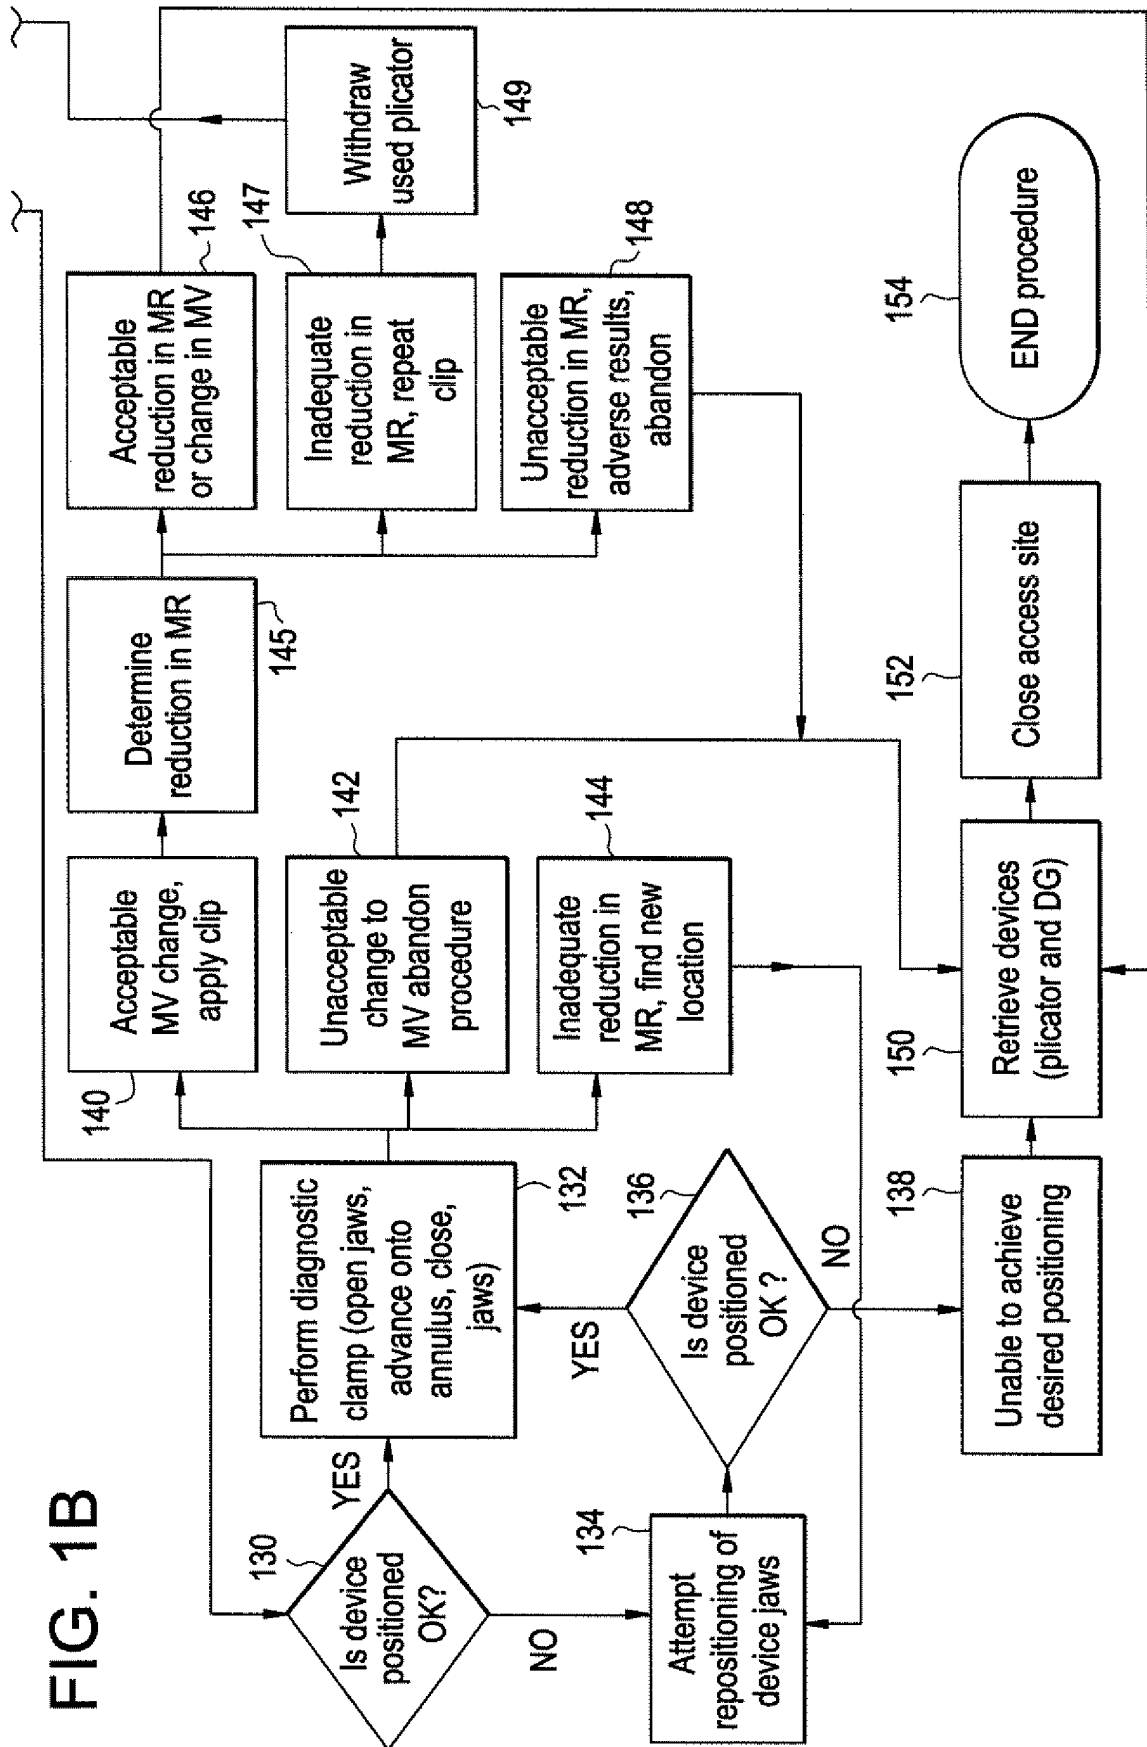 FIG. 1B
130
Is device
positioned
OK?
YES
NO
Perform diagnostic
clamp (open jaws,
advance onto
annulus, close,
jaws)
132
134
Attempt
repositioning of
device jaws
136
Is device
positioned
OK ?
YES
NO
138
Unable to achieve
desired positioning
140
Acceptable
MV change,
apply clip
142
Unacceptable
change to
MV abandon
procedure
144
Inadequate
reduction in
MR, find new
location
Determine
reduction in MR
145
146
Acceptable
reduction in MR
or change in MV
147
Inadequate
reduction in
MR, repeat
clip
148
Unacceptable
reduction in MR,
adverse results,
abandon
Withdraw
used plicator
149
150
Retrieve devices
(plicator and DG)
152
Close access site
154
END procedure